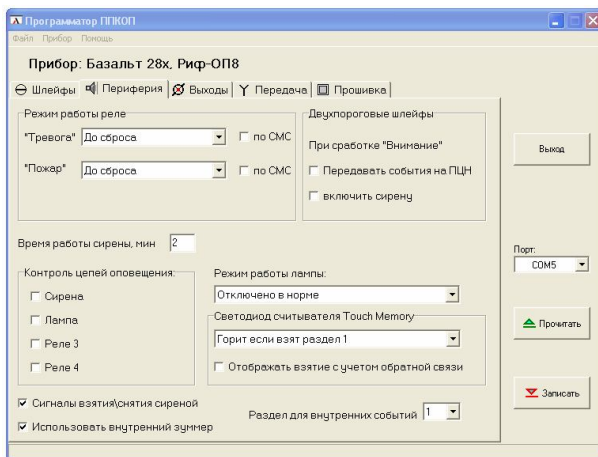 Программатор ППКОП
Файл Прибор Помощь
Прибор: Базальт 28х, Риф-ОП8
Шлейфы Периферия Выходы Передача Прошивка
Режим работы реле
"Тревога" До сброса по СМС
"Пожар" До сброса по СМС
Двухпороговые шлейфы
При сработке "Внимание"
Передавать события на ПЦН
включить сирену
Выход
Время работы сирены, мин 2
Порт:
COM5
Контроль цепей оповещения:
Сирена
Лампа
Реле 3
Реле 4
Режим работы лампы:
Отключено в норме
Светодиод считывателя Touch Memory
Горит если взят раздел 1
Отображать взятие с учетом обратной связи
Прочитать
Записать
Сигналы взятия\снятия сиреной
Использовать внутренний зуммер
Раздел для внутренних событий 1